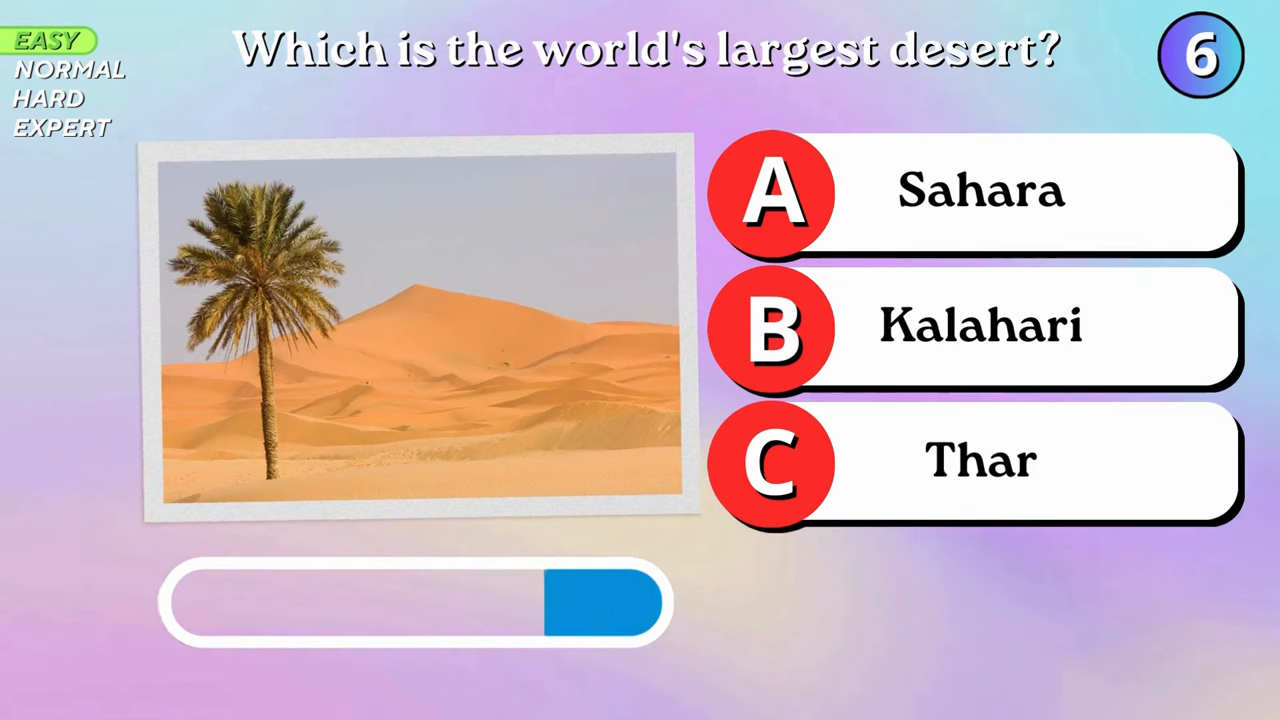 EASY
NORMAL
HARD
EXPERT
Which is the world's largest desert?
6
A Sahara
B Kalahari
C Thar